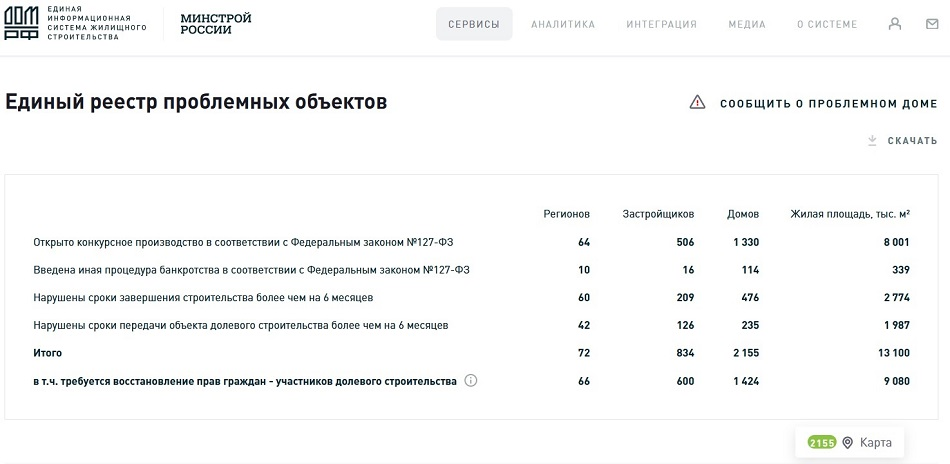 ДОМ ЕДИНАЯ
РФ ИНФОРМАЦИОННАЯ
СИСТЕМА ЖИЛИЩНОГО
СТРОИТЕЛЬСТВА
МИНСТРОЙ
РОССИИ
СЕРВИСЫ АНАЛИТИКА ИНТЕГРАЦИЯ МЕДИА О СИСТЕМЕ
Единый реестр проблемных объектов
СООБЩИТЬ О ПРОБЛЕМНОМ ДОМЕ
СКАЧАТЬ
Регионов Застройщиков Домов Жилая площадь, тыс. м²
Открыто конкурсное производство в соответствии с Федеральным законом №127-ФЗ 64 506 1 330 8 001
Введена иная процедура банкротства в соответствии с Федеральным законом №127-ФЗ 10 16 114 339
Нарушены сроки завершения строительства более чем на 6 месяцев 60 209 476 2 774
Нарушены сроки передачи объекта долевого строительства более чем на 6 месяцев 42 126 235 1 987
Итого 72 834 2 155 13 100
в т.ч. требуется восстановление прав граждан - участников долевого строительства 66 600 1 424 9 080
2155 Карта